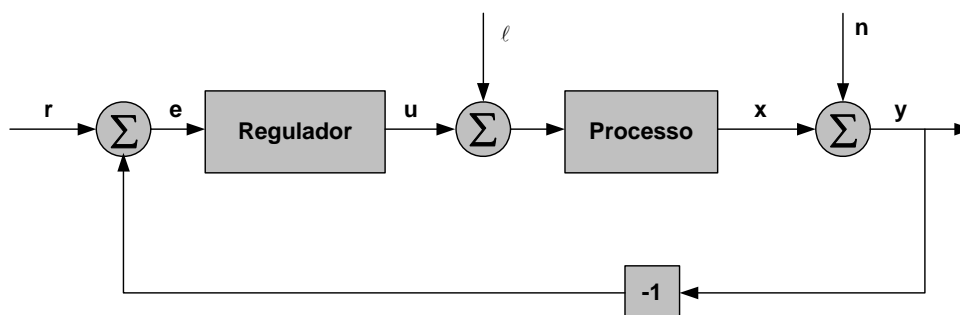 ℓ
n
r
Σ
e
Regulador
u
Σ
Processo
x
Σ
y
-1